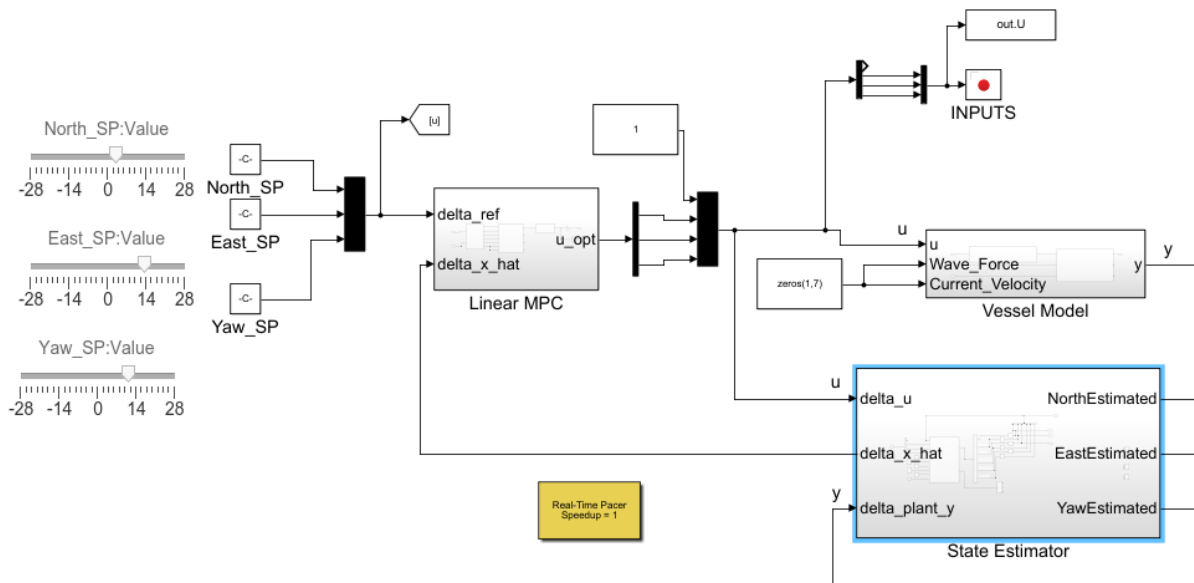 out.U
INPUTS
[u]
1
North_SP:Value
-28 -14 0 14 28
-C-
North_SP
East_SP:Value
-28 -14 0 14 28
-C-
East_SP
Yaw_SP:Value
-28 -14 0 14 28
-C-
Yaw_SP
delta_ref
u_opt
delta_x_hat
Linear MPC
zeros(1,7)
u
u
Wave_Force
Current_Velocity
y
y
Vessel Model
u
delta_u
NorthEstimated
delta_x_hat
EastEstimated
y
delta_plant_y
YawEstimated
State Estimator
Real-Time Pacer
Speedup = 1